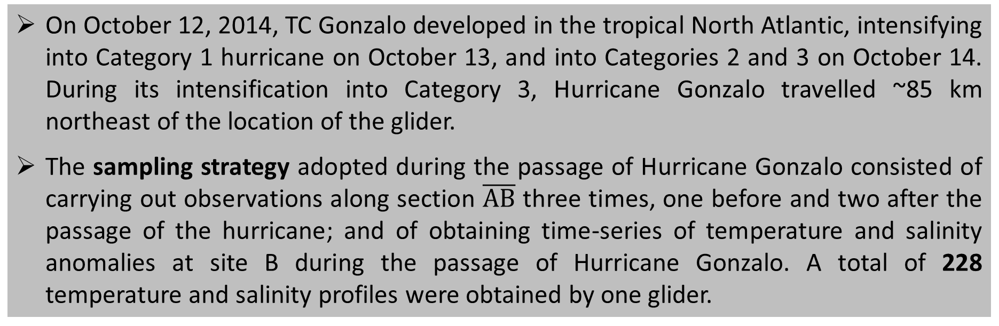 ➢ On October 12, 2014, TC Gonzalo developed in the tropical North Atlantic, intensifying
into Category 1 hurricane on October 13, and into Categories 2 and 3 on October 14.
During its intensification into Category 3, Hurricane Gonzalo travelled ~85 km
northeast of the location of the glider.
➢ The sampling strategy adopted during the passage of Hurricane Gonzalo consisted of
carrying out observations along section A̅B̅ three times, one before and two after the
passage of the hurricane; and of obtaining time-series of temperature and salinity
anomalies at site B during the passage of Hurricane Gonzalo. A total of 228
temperature and salinity profiles were obtained by one glider.